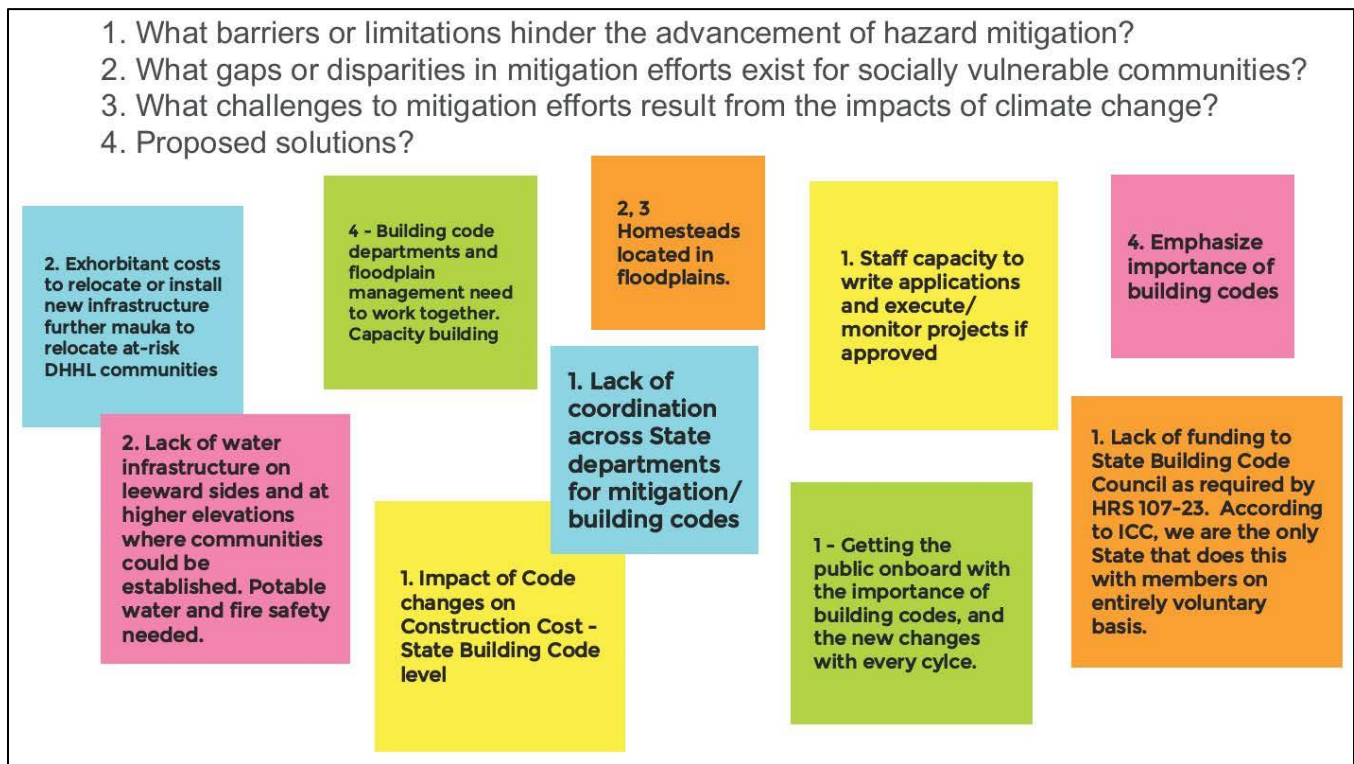 1. What barriers or limitations hinder the advancement of hazard mitigation?
2. What gaps or disparities in mitigation efforts exist for socially vulnerable communities?
3. What challenges to mitigation efforts result from the impacts of climate change?
4. Proposed solutions?
2. Exhorbitant costs
to relocate or install
new infrastructure
further mauka to
relocate at-risk
DHHL communities
4 - Building code
departments and
floodplain
management need
to work together.
Capacity building
2, 3
Homesteads
located in
floodplains.
1. Staff capacity to
write applications
and execute/
monitor projects if
approved
4. Emphasize
importance of
building codes
2. Lack of water
infrastructure on
leeward sides and at
higher elevations
where communities
could be
established. Potable
water and fire safety
needed.
1. Impact of Code
changes on
Construction Cost -
State Building Code
level
1. Lack of
coordination
across State
departments
for mitigation/
building codes
1 - Getting the
public onboard with
the importance of
building codes, and
the new changes
with every cylce.
1. Lack of funding to
State Building Code
Council as required by
HRS 107-23.  According
to ICC, we are the only
State that does this
with members on
entirely voluntary
basis.